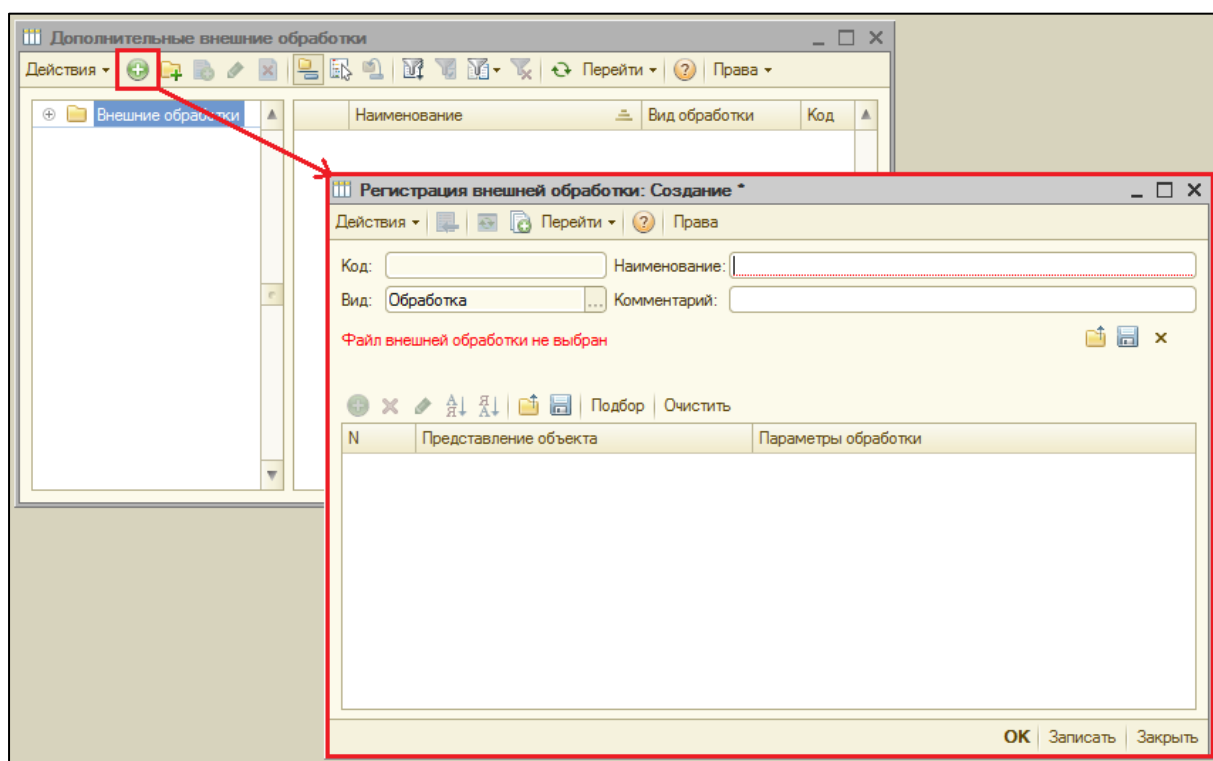 Дополнительные внешние обработки
Действия Перейти Права
Внешние обработки Наименование Вид обработки Код
Регистрация внешней обработки: Создание *
Действия Перейти Права
Код: Наименование:
Вид: Обработка ... Комментарий:
Файл внешней обработки не выбран
Подбор Очистить
N Представление объекта Параметры обработки
OK Записать Закрыть